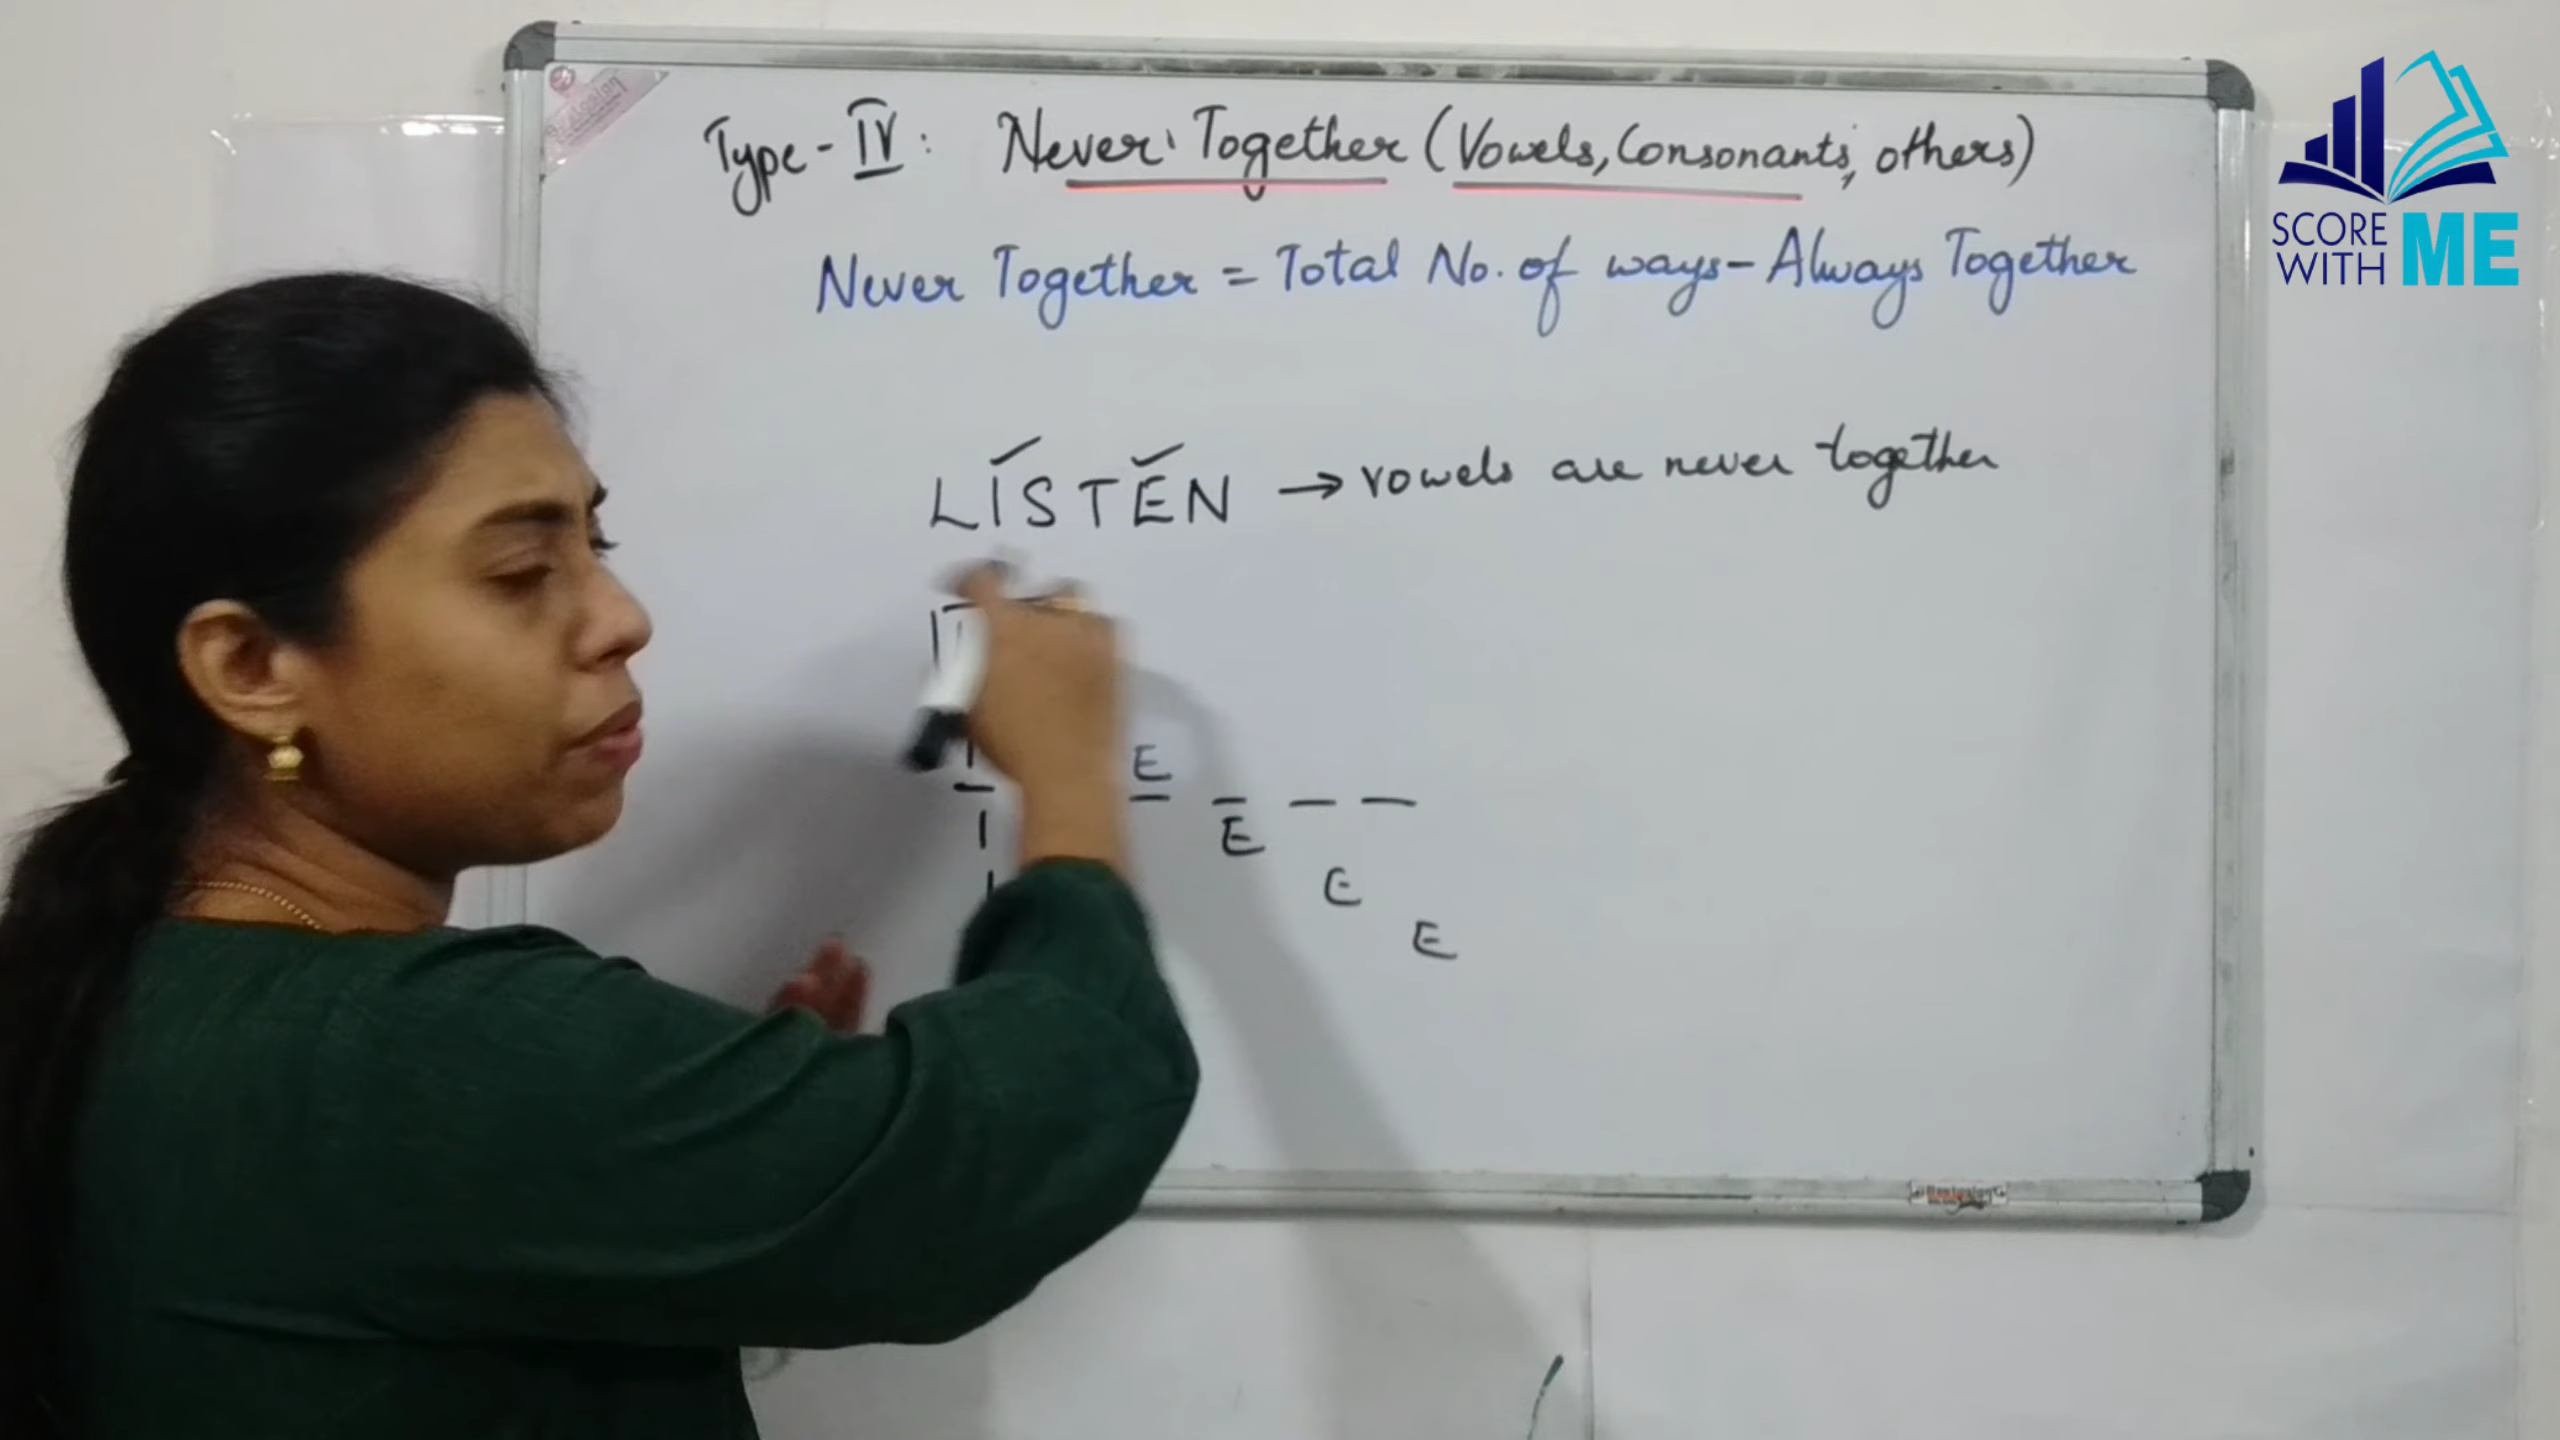 Type-IV: Never Together (Vowels, Consonants, others)
Never Together = Total No. of ways - Always Together
LISTEN → vowels are never together
I
E
I E
I E
E
SCORE
WITH ME